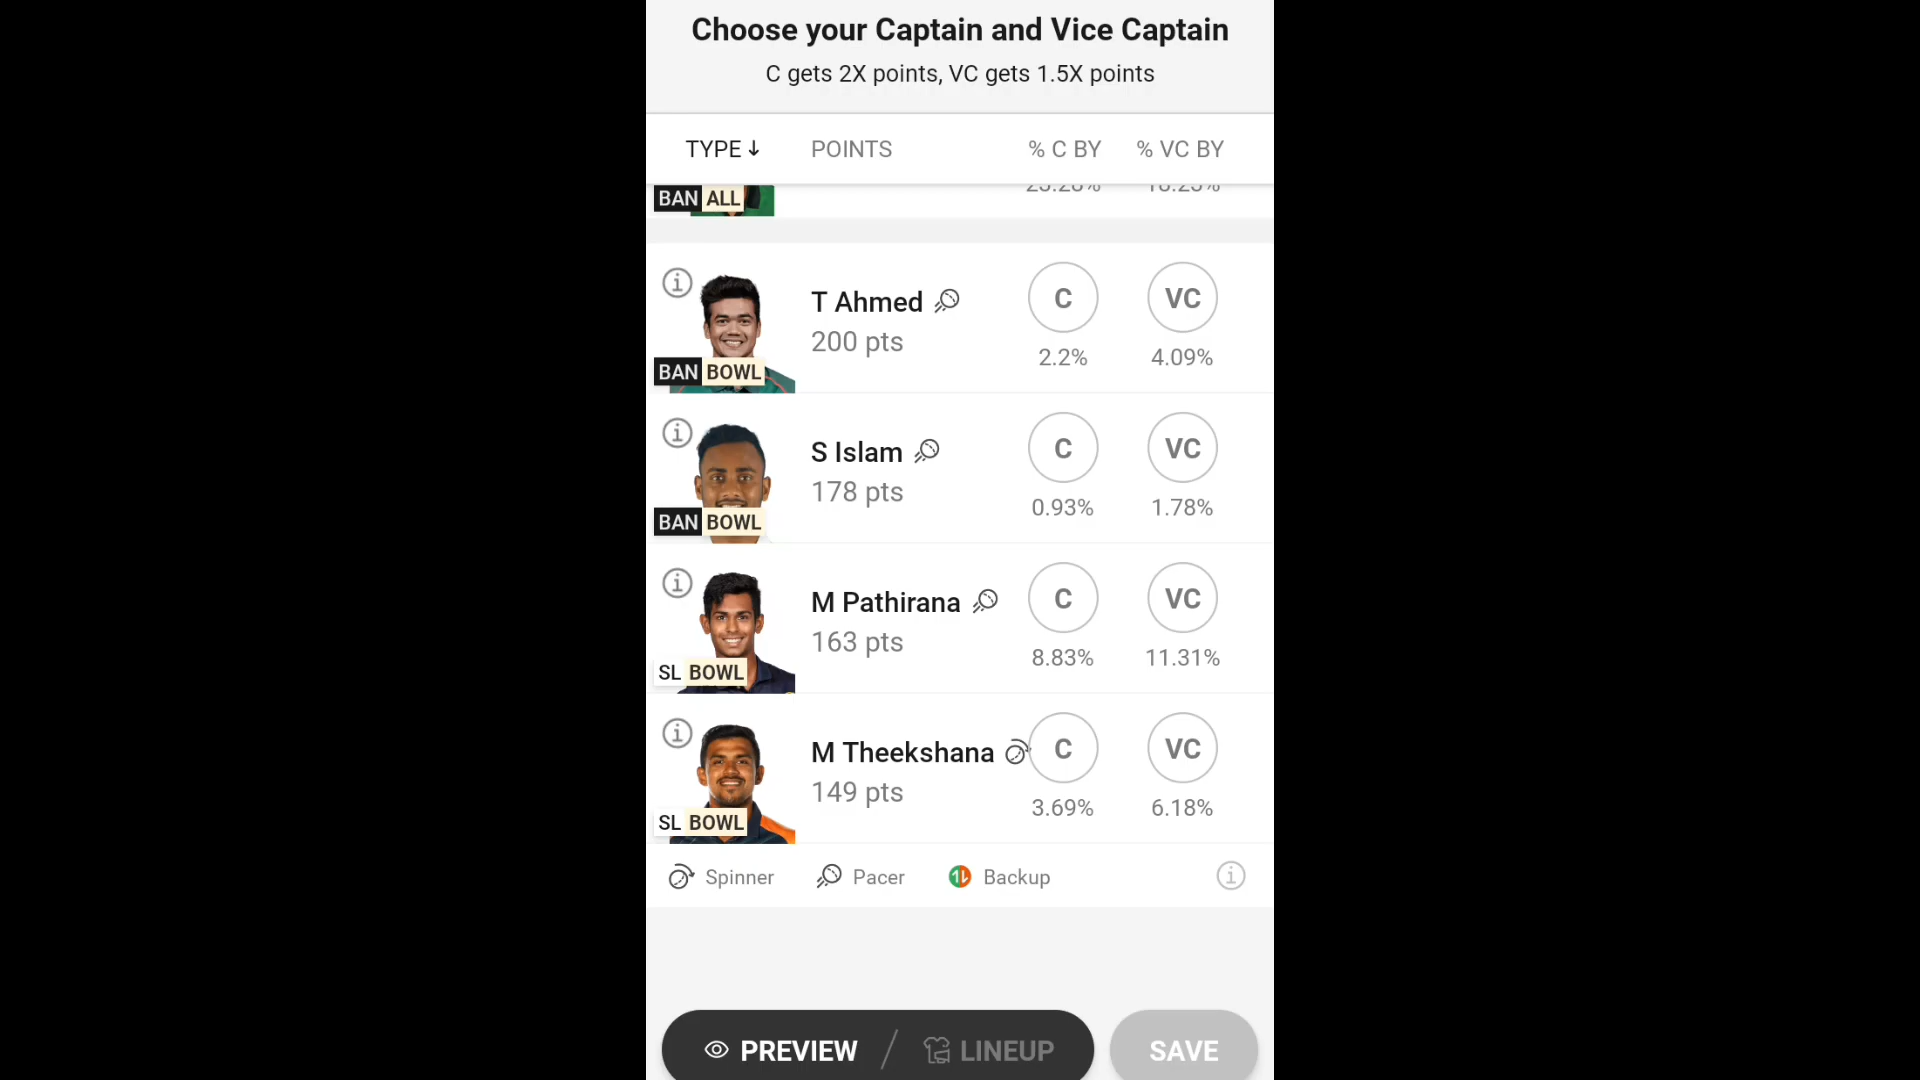 Choose your Captain and Vice Captain
C gets 2X points, VC gets 1.5X points
TYPE POINTS % C BY % VC BY
BAN ALL
T Ahmed C VC
200 pts 2.2% 4.09%
BAN BOWL
S Islam C VC
178 pts 0.93% 1.78%
BAN BOWL
M Pathirana C VC
163 pts 8.83% 11.31%
SL BOWL
M Theekshana C VC
149 pts 3.69% 6.18%
SL BOWL
Spinner Pacer Backup
PREVIEW / LINEUP SAVE